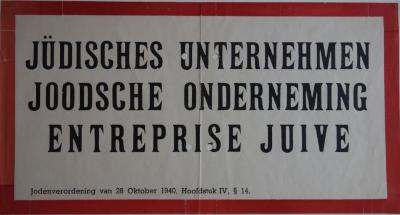 JÜDISCHES UNTERNEHMEN
JOODSCHE ONDERNEMING
ENTREPRISE JUIVE
Jodenverordening van 28 Oktober 1940, Hoofdstuk IV, § 14.